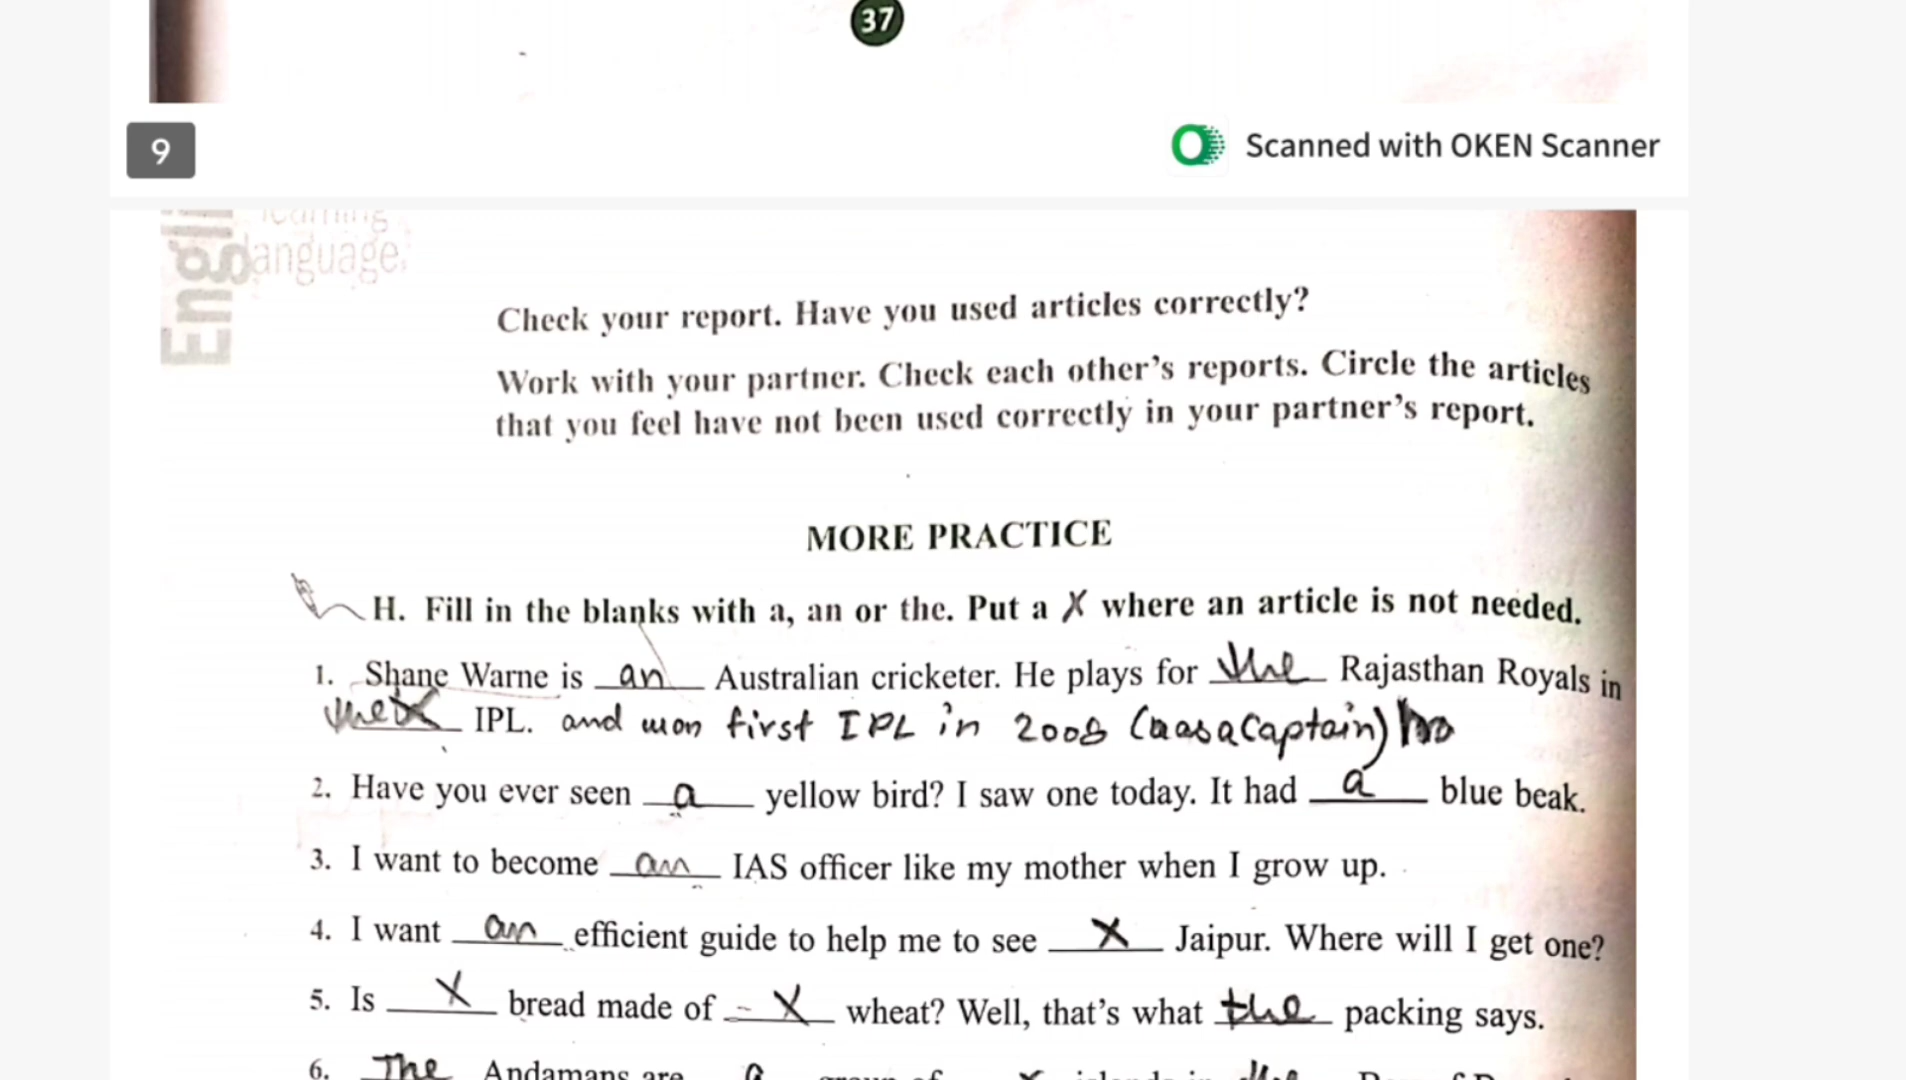 37
9
Scanned with OKEN Scanner
Engli
learning
language.
Check your report. Have you used articles correctly?
Work with your partner. Check each other's reports. Circle the articles
that you feel have not been used correctly in your partner's report.
MORE PRACTICE
H. Fill in the blanks with a, an or the. Put a X where an article is not needed.
1. Shane Warne is an Australian cricketer. He plays for the Rajasthan Royals in
the IPL. and won first IPL in 2008 (as a captain)
2. Have you ever seen a yellow bird? I saw one today. It had a blue beak.
3. I want to become an IAS officer like my mother when I grow up.
4. I want an efficient guide to help me to see X Jaipur. Where will I get one?
5. Is X bread made of X wheat? Well, that's what the packing says.
6. The Andamans are a group of X islands in the